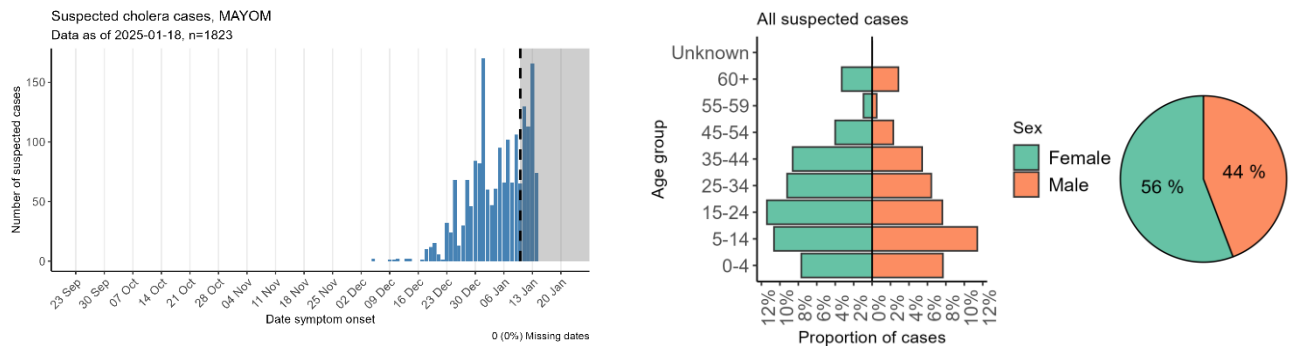 Suspected cholera cases, MAYOM
Data as of 2025-01-18, n=1823
Number of suspected cases
150
100
50
0
23 Sep
30 Sep
07 Oct
14 Oct
21 Oct
28 Oct
04 Nov
11 Nov
18 Nov
25 Nov
02 Dec
09 Dec
16 Dec
23 Dec
30 Dec
06 Jan
13 Jan
20 Jan
Date symptom onset
0 (0%) Missing dates
All suspected cases
Age group
Unknown
60+
55-59
45-54
35-44
25-34
15-24
5-14
0-4
12%
10%
8%
6%
4%
2%
0%
2%
4%
6%
8%
10%
12%
Proportion of cases
Sex
Female
Male
56 %
44 %